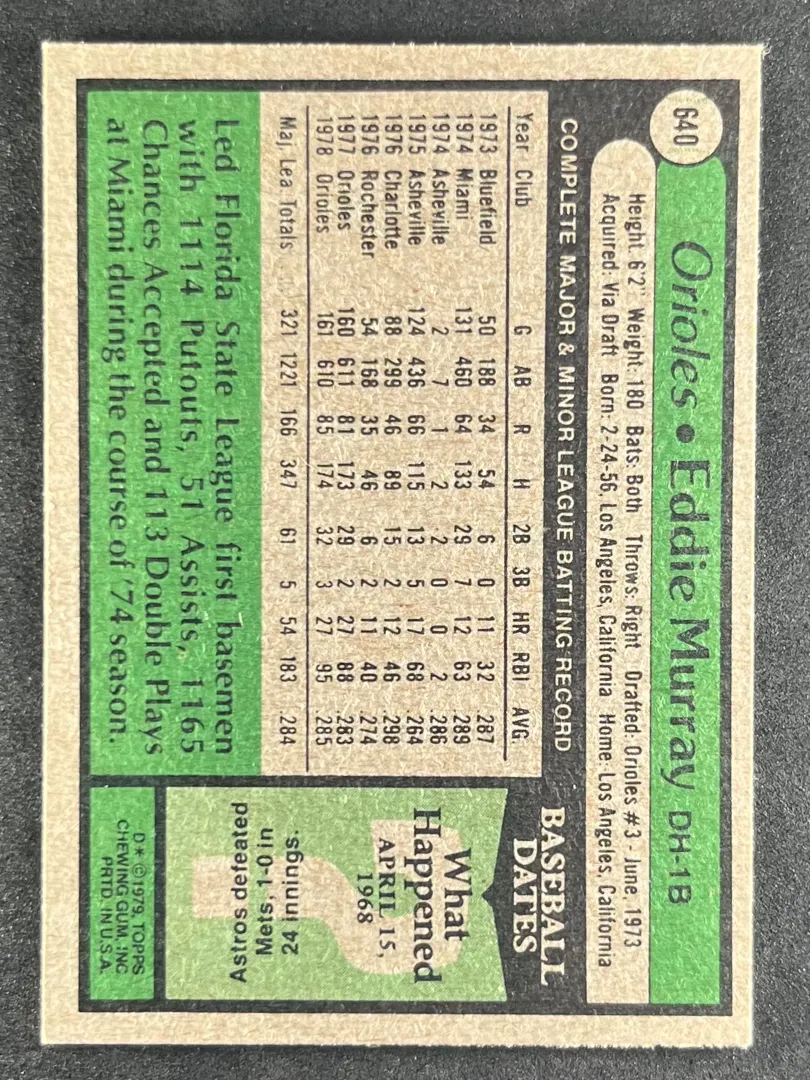 640
Orioles • Eddie Murray DH-1B
Height: 6'2" Weight: 180 Bats: Both Throws: Right Drafted: Orioles #3 - June, 1973
Acquired: Via Draft Born: 2-24-56, Los Angeles, California Home: Los Angeles, California
COMPLETE MAJOR & MINOR LEAGUE BATTING RECORD
Year Club G AB R H 2B 3B HR RBI AVG.
1973 Bluefield 50 188 34 54 6 0 11 32 .287
1974 Miami 131 460 64 133 29 7 12 63 .289
1974 Asheville 2 7 1 2 2 0 0 2 .286
1975 Asheville 124 436 66 115 13 5 17 68 .264
1976 Charlotte 88 299 46 89 15 2 12 46 .298
1976 Rochester 54 168 35 46 6 2 11 40 .274
1977 Orioles 160 611 81 173 29 2 27 88 .283
1978 Orioles 161 610 85 174 32 3 27 95 .285
Maj. Lea. Totals ... 321 1221 166 347 61 5 54 183 .284
Led Florida State League first basemen
with 1114 Putouts, 51 Assists, 1165
Chances Accepted and 113 Double Plays
at Miami during the course of '74 season.
BASEBALL
DATES
What
Happened
APRIL 15,
1968
Astros defeated
Mets, 1-0 in
24 innings.
D* ©1979, TOPPS
CHEWING GUM, INC
PRTD. IN U.S.A.